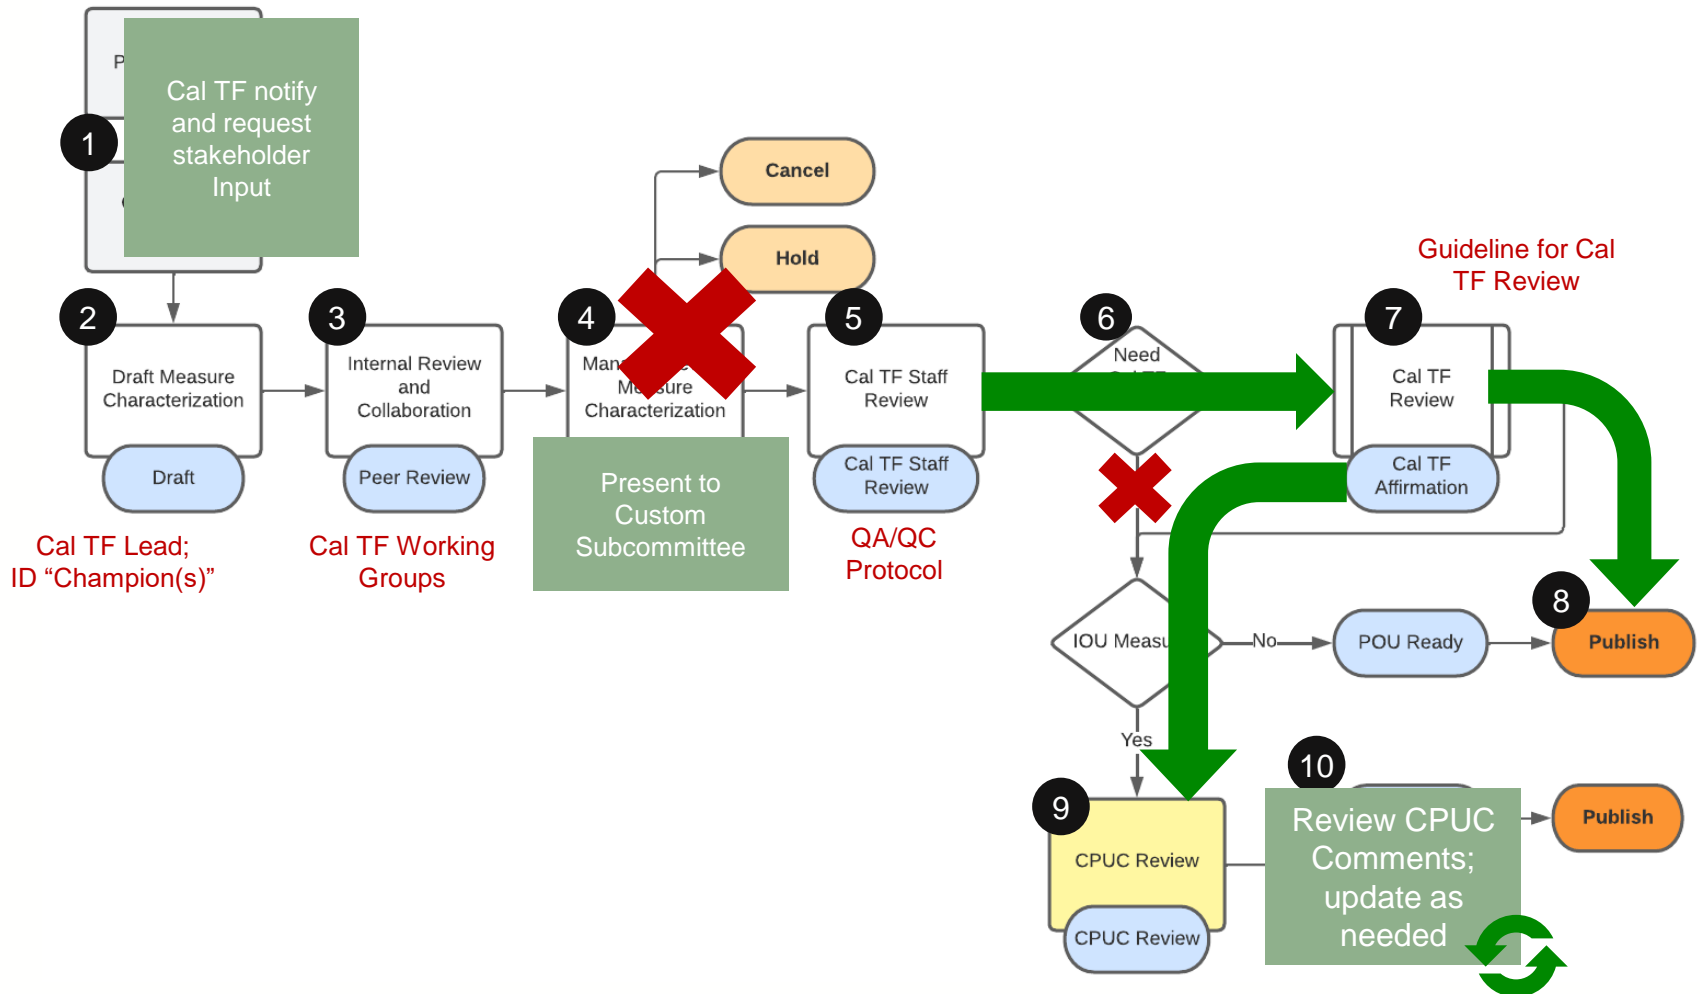 Cal TF notify
and request
stakeholder
Input
1
Cancel
Hold
Guideline for Cal
TF Review
2
Draft Measure
Characterization
Draft
Cal TF Lead;
ID “Champion(s)”
3
Internal Review
and
Collaboration
Peer Review
Cal TF Working
Groups
4
Measure
Characterization
Present to
Custom
Subcommittee
5
Cal TF Staff
Review
Cal TF Staff
Review
QA/QC
Protocol
6
Need
7
Cal TF
Review
Cal TF
Affirmation
IOU
No
POU Ready
8
Publish
Yes
9
CPUC Review
CPUC Review
10
Review CPUC
Comments;
update as
needed
Publish